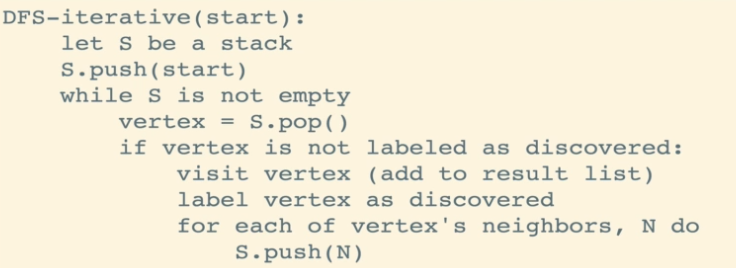 DFS-iterative(start):
    let S be a stack
    S.push(start)
    while S is not empty
        vertex = S.pop()
        if vertex is not labeled as discovered:
            visit vertex (add to result list)
            label vertex as discovered
            for each of vertex's neighbors, N do
                S.push(N)